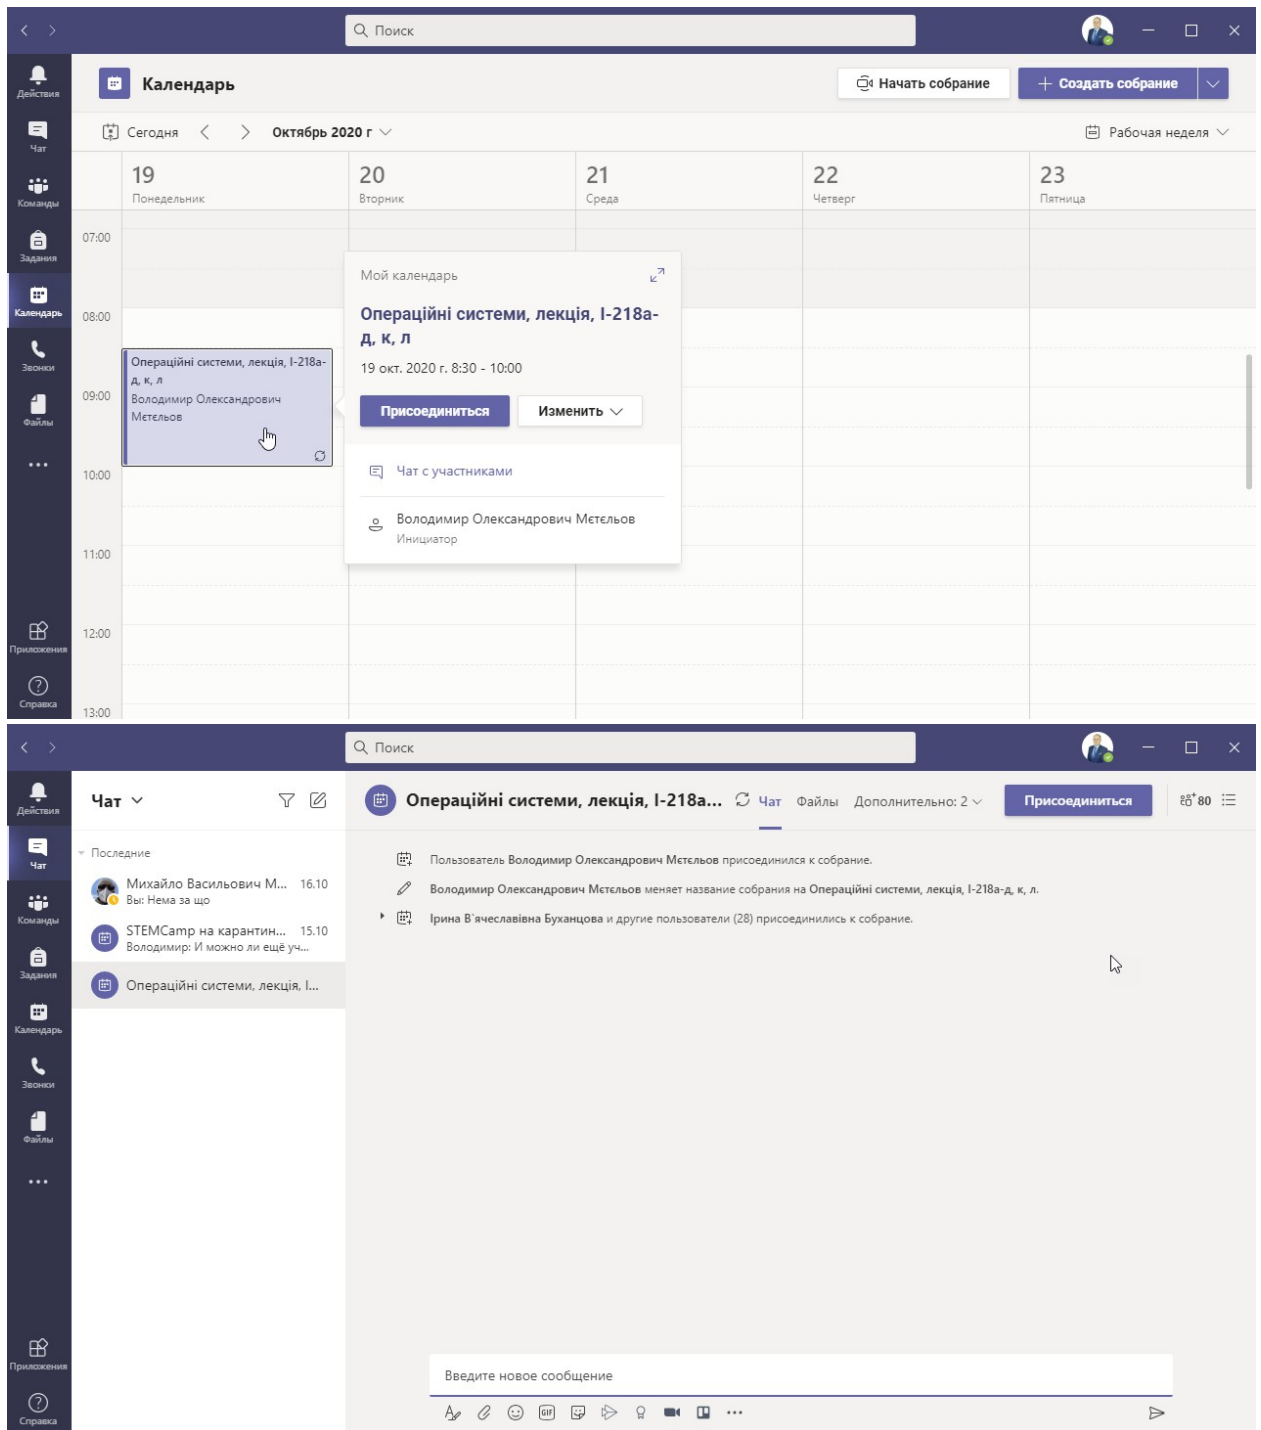 Поиск
Действия
Чат
Команды
Задания
Календарь
Звонки
Файлы
Приложения
Справка
Календарь
Начать собрание
Создать собрание
Сегодня
Октябрь 2020 г
Рабочая неделя
19
Понедельник
20
Вторник
21
Среда
22
Четверг
23
Пятница
07:00
08:00
09:00
10:00
11:00
12:00
13:00
Операційні системи, лекція, І-218а-
д, к, л
Володимир Олександрович
Мєтєльов
Мой календарь
Операційні системи, лекція, І-218а-
д, к, л
19 окт. 2020 г. 8:30 - 10:00
Присоединиться
Изменить
Чат с участниками
Володимир Олександрович Мєтєльов
Инициатор
Поиск
Действия
Чат
Команды
Задания
Календарь
Звонки
Файлы
Приложения
Справка
Чат
Последние
Михайло Васильович М... 16.10
Вы: Нема за що
STEMCamp на карантин... 15.10
Володимир: И можно ли ещё уч...
Операційні системи, лекція, І...
Операційні системи, лекція, І-218а... Чат Файлы Дополнительно: 2 Присоединиться 80
Пользователь Володимир Олександрович Мєтєльов присоединился к собрание.
Володимир Олександрович Мєтєльов меняет название собрания на Операційні системи, лекція, І-218а-д, к, л.
Ірина В`ячеславівна Буханцова и другие пользователи (28) присоединились к собрание.
Введите новое сообщение
GIF